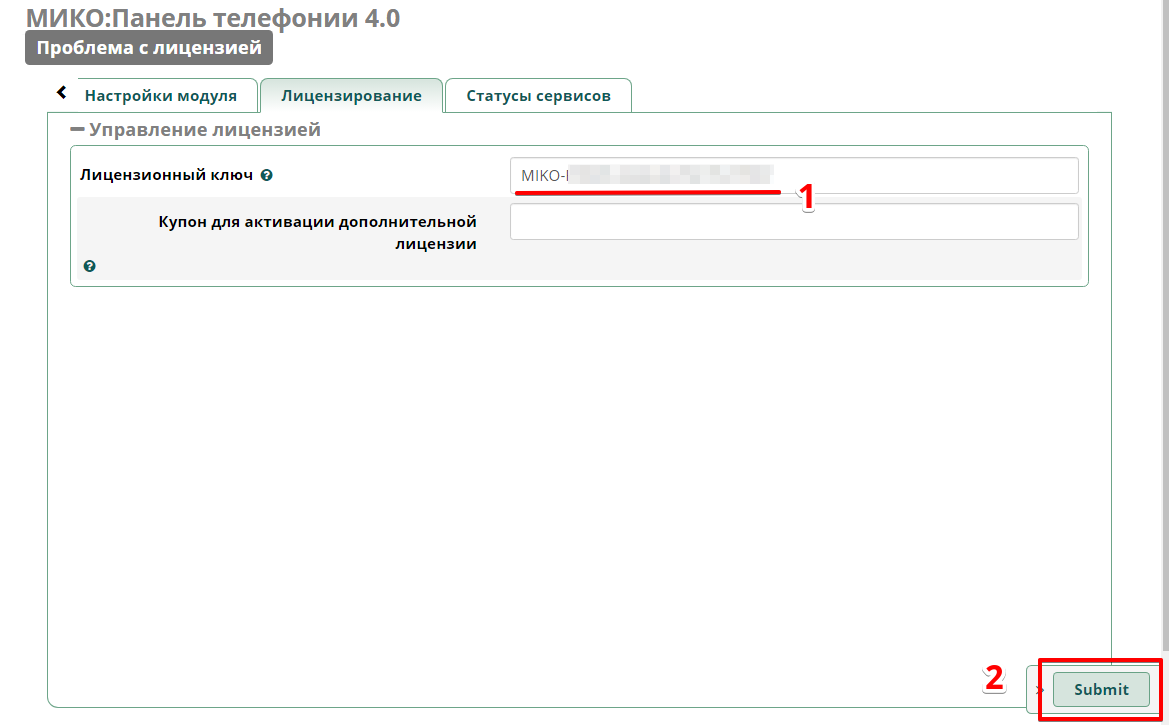 МИКО:Панель телефонии 4.0
Проблема с лицензией
Настройки модуля
Лицензирование
Статусы сервисов
Управление лицензией
Лицензионный ключ
MIKO-
1
Купон для активации дополнительной
лицензии
2
Submit